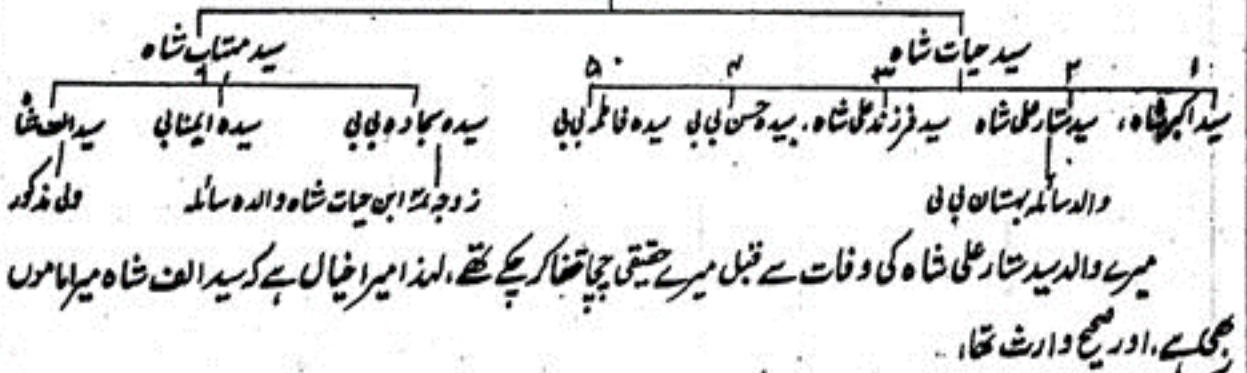 سید حیات شاہ سید مہتاب شاہ
۱ ۲ ۳ ۴ ۵
سید اکبر شاہ، سید ستار علی شاہ سید فرزند علی شاہ، سیدہ حسن بی بی سیدہ فاطمہ بی بی سیدہ سجادہ بی بی سیدہ ایمنا بی سید الف شاہ
والد سائلہ بستان بی بی زوجہ ۲ ابن حیات شاہ والدہ سائلہ ولی مذکور
میرے والد سید ستار علی شاہ کی وفات سے قبل میرے حقیقی چچا قضا کر چکے تھے، لہذا میرا خیال ہے کہ سید الف شاہ میرا ماموں
بھی ہے، اور صحیح وارث تھا،